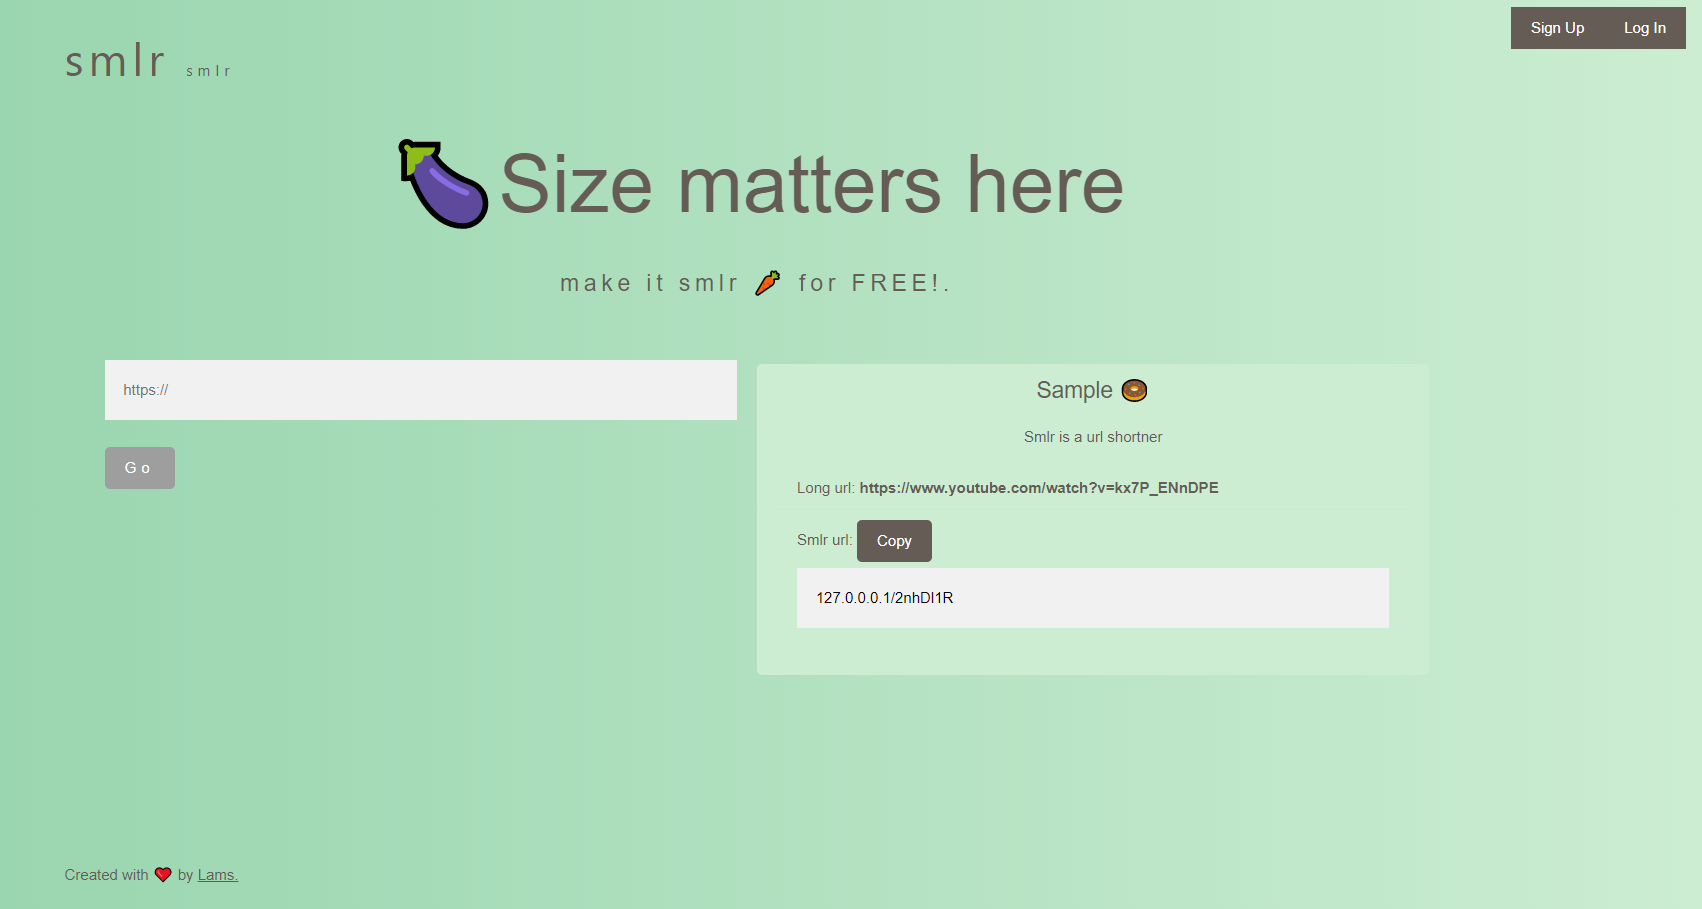 Sign Up Log In
smlr smlr
Size matters here
make it smlr 🥕 for FREE!.
https://
Go
Sample 🍩
Smlr is a url shortner
Long url: https://www.youtube.com/watch?v=kx7P_ENnDPE
Smlr url: Copy
127.0.0.0.1/2nhDl1R
Created with ❤️ by Lams.